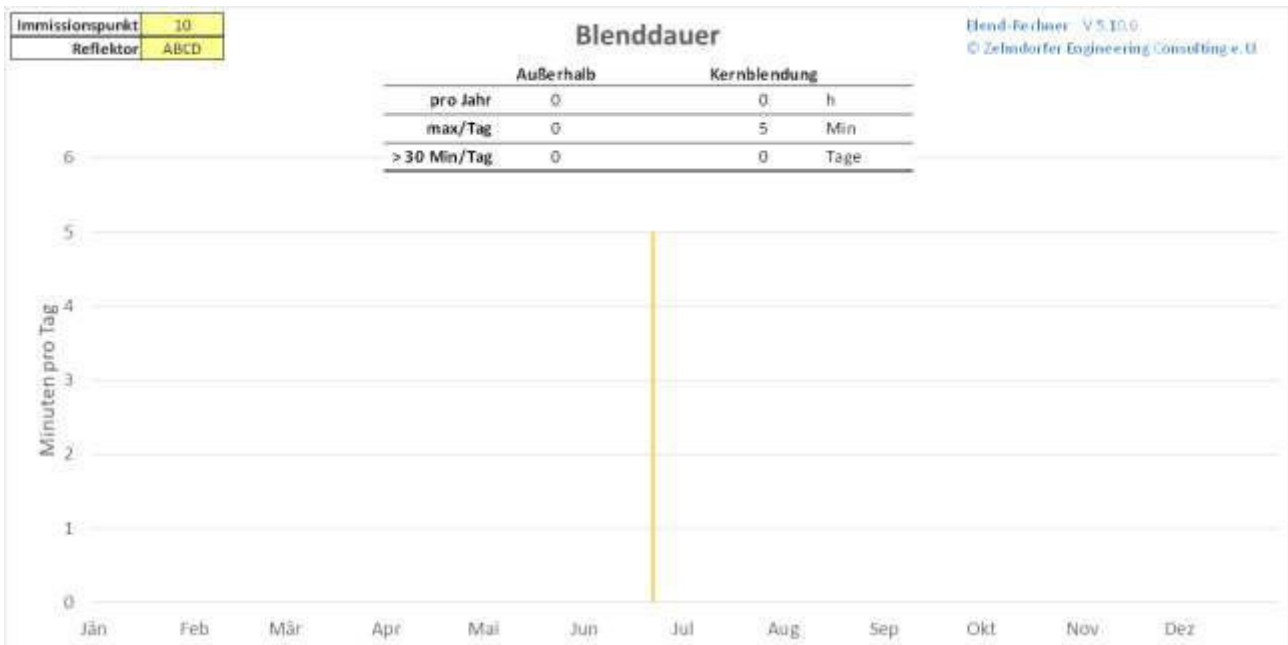 Immissionspunkt 10
Reflektor ABCD
Blenddauer
Blend-Rechner V 5.10.0
© Zehndorfer Engineering Consulting e.U
Außerhalb Kernblendung
pro Jahr 0 0 h
max/Tag 0 5 Min
> 30 Min/Tag 0 0 Tage
Minuten pro Tag
6
5
4
3
2
1
0
Jän Feb Mär Apr Mai Jun Jul Aug Sep Okt Nov Dez